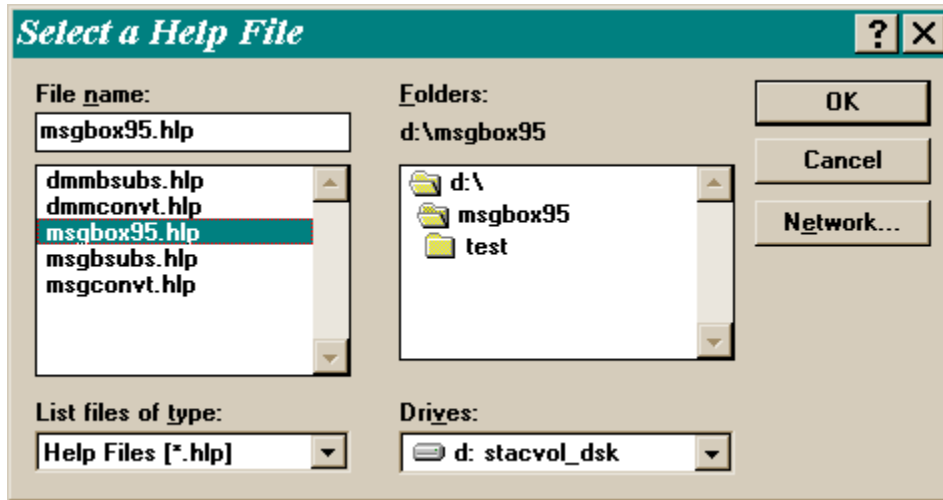 Select a Help File
File name:
msgbox95.hlp
dmmbsubs.hlp
dmmconvt.hlp
msgbox95.hlp
msgbsubs.hlp
msgconvt.hlp
List files of type:
Help Files [*.hlp]
Folders:
d:\msgbox95
d:\
msgbox95
test
Drives:
d: stacvol_dsk
OK
Cancel
Network...